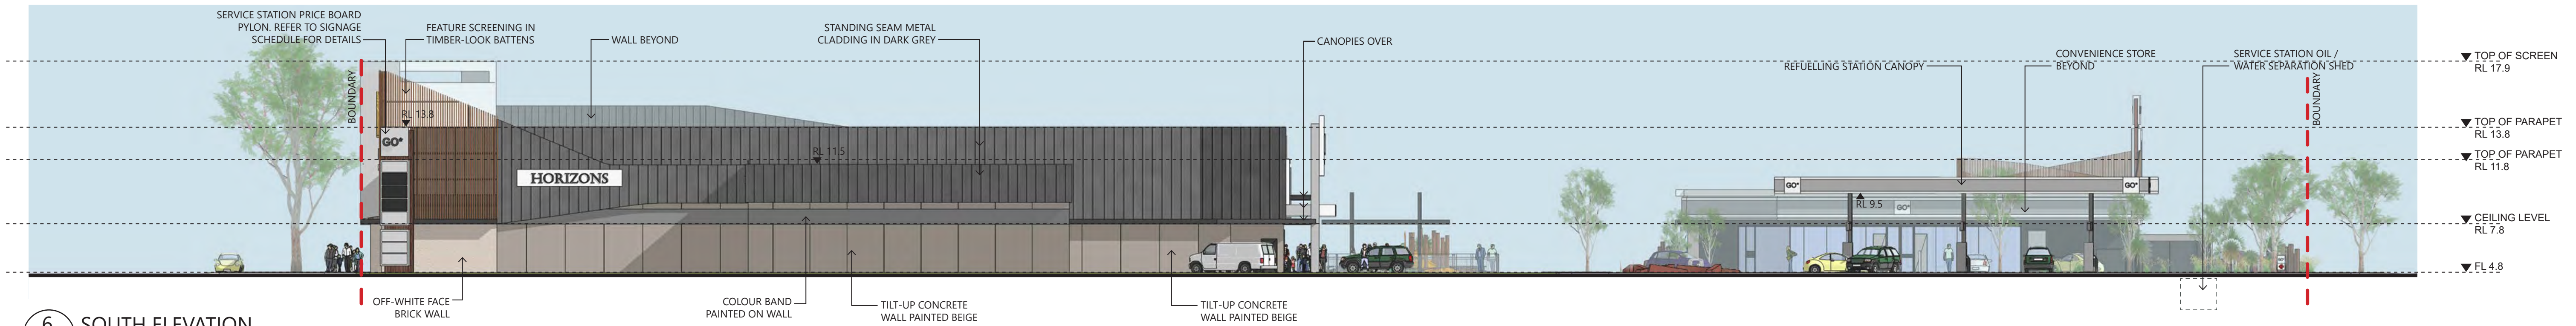 SERVICE STATION PRICE BOARD
PYLON. REFER TO SIGNAGE
SCHEDULE FOR DETAILS
FEATURE SCREENING IN
TIMBER-LOOK BATTENS
WALL BEYOND
STANDING SEAM METAL
CLADDING IN DARK GREY
CANOPIES OVER
REFUELLING STATION CANOPY
CONVENIENCE STORE
BEYOND
SERVICE STATION OIL /
WATER SEPARATION SHED
TOP OF SCREEN
RL 17.9
BOUNDARY
BOUNDARY
RL 13.8
TOP OF PARAPET
RL 13.8
GO
RL 11.5
TOP OF PARAPET
RL 11.8
HORIZONS
GO
GO
RL 9.5
GO
CEILING LEVEL
RL 7.8
FL 4.8
OFF-WHITE FACE
BRICK WALL
COLOUR BAND
PAINTED ON WALL
TILT-UP CONCRETE
WALL PAINTED BEIGE
TILT-UP CONCRETE
WALL PAINTED BEIGE
6 SOUTH ELEVATION